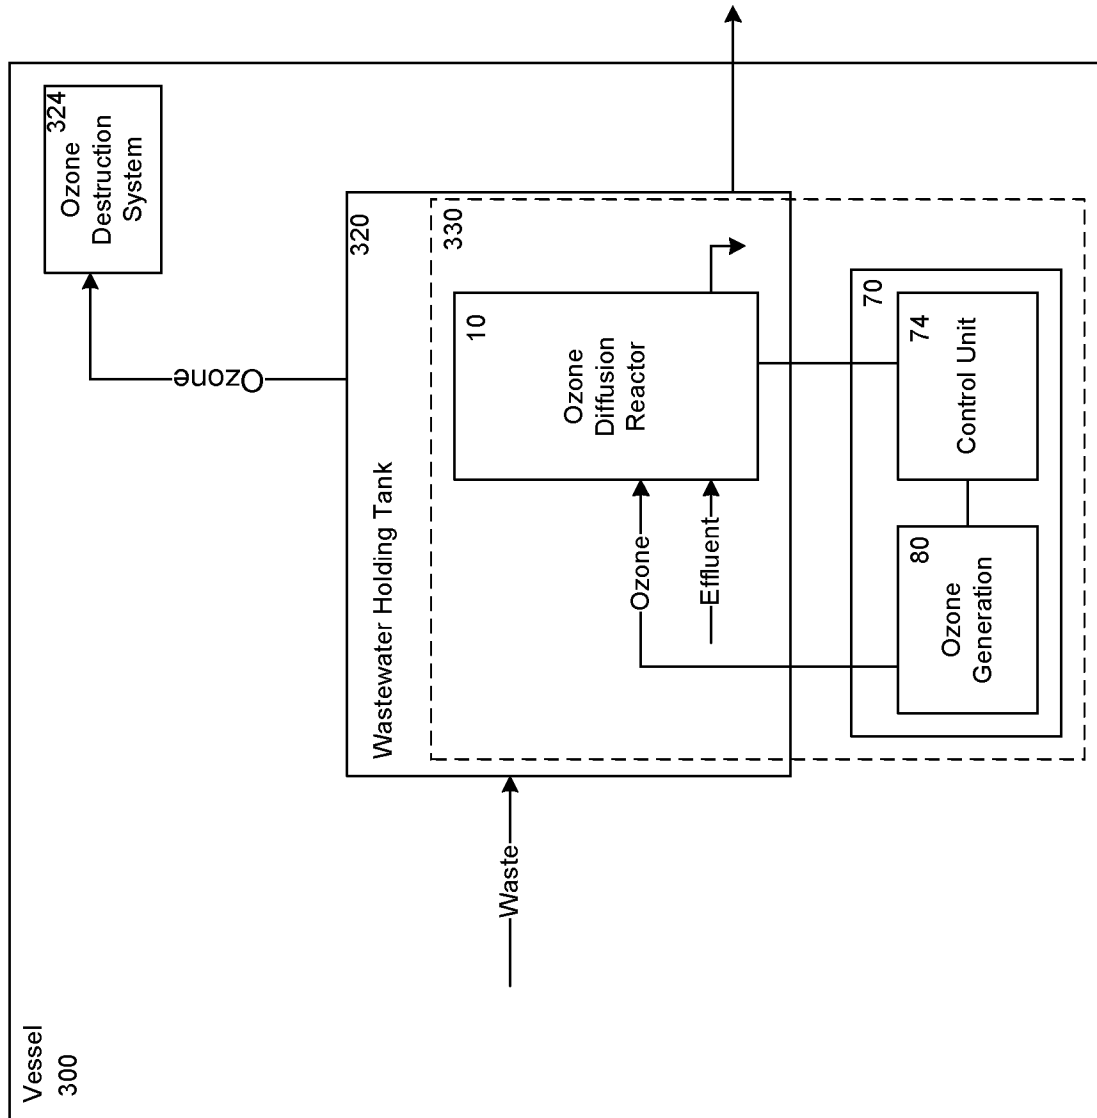 Vessel
300
324
Ozone
Destruction
System
Ozone
320
Wastewater Holding Tank
330
10
Ozone
Diffusion
Reactor
Waste
Ozone
Effluent
70
74
Control Unit
80
Ozone
Generation